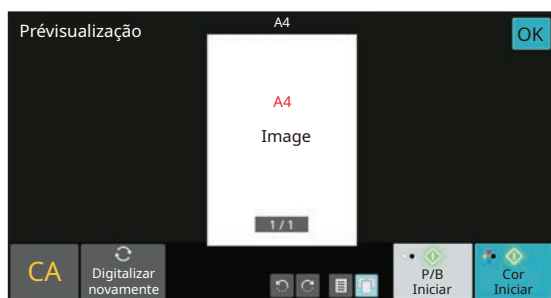 Prévisualização
A4
OK
A4
Image
1 / 1
CA
Digitalizar
novamente
P/B
Iniciar
Cor
Iniciar